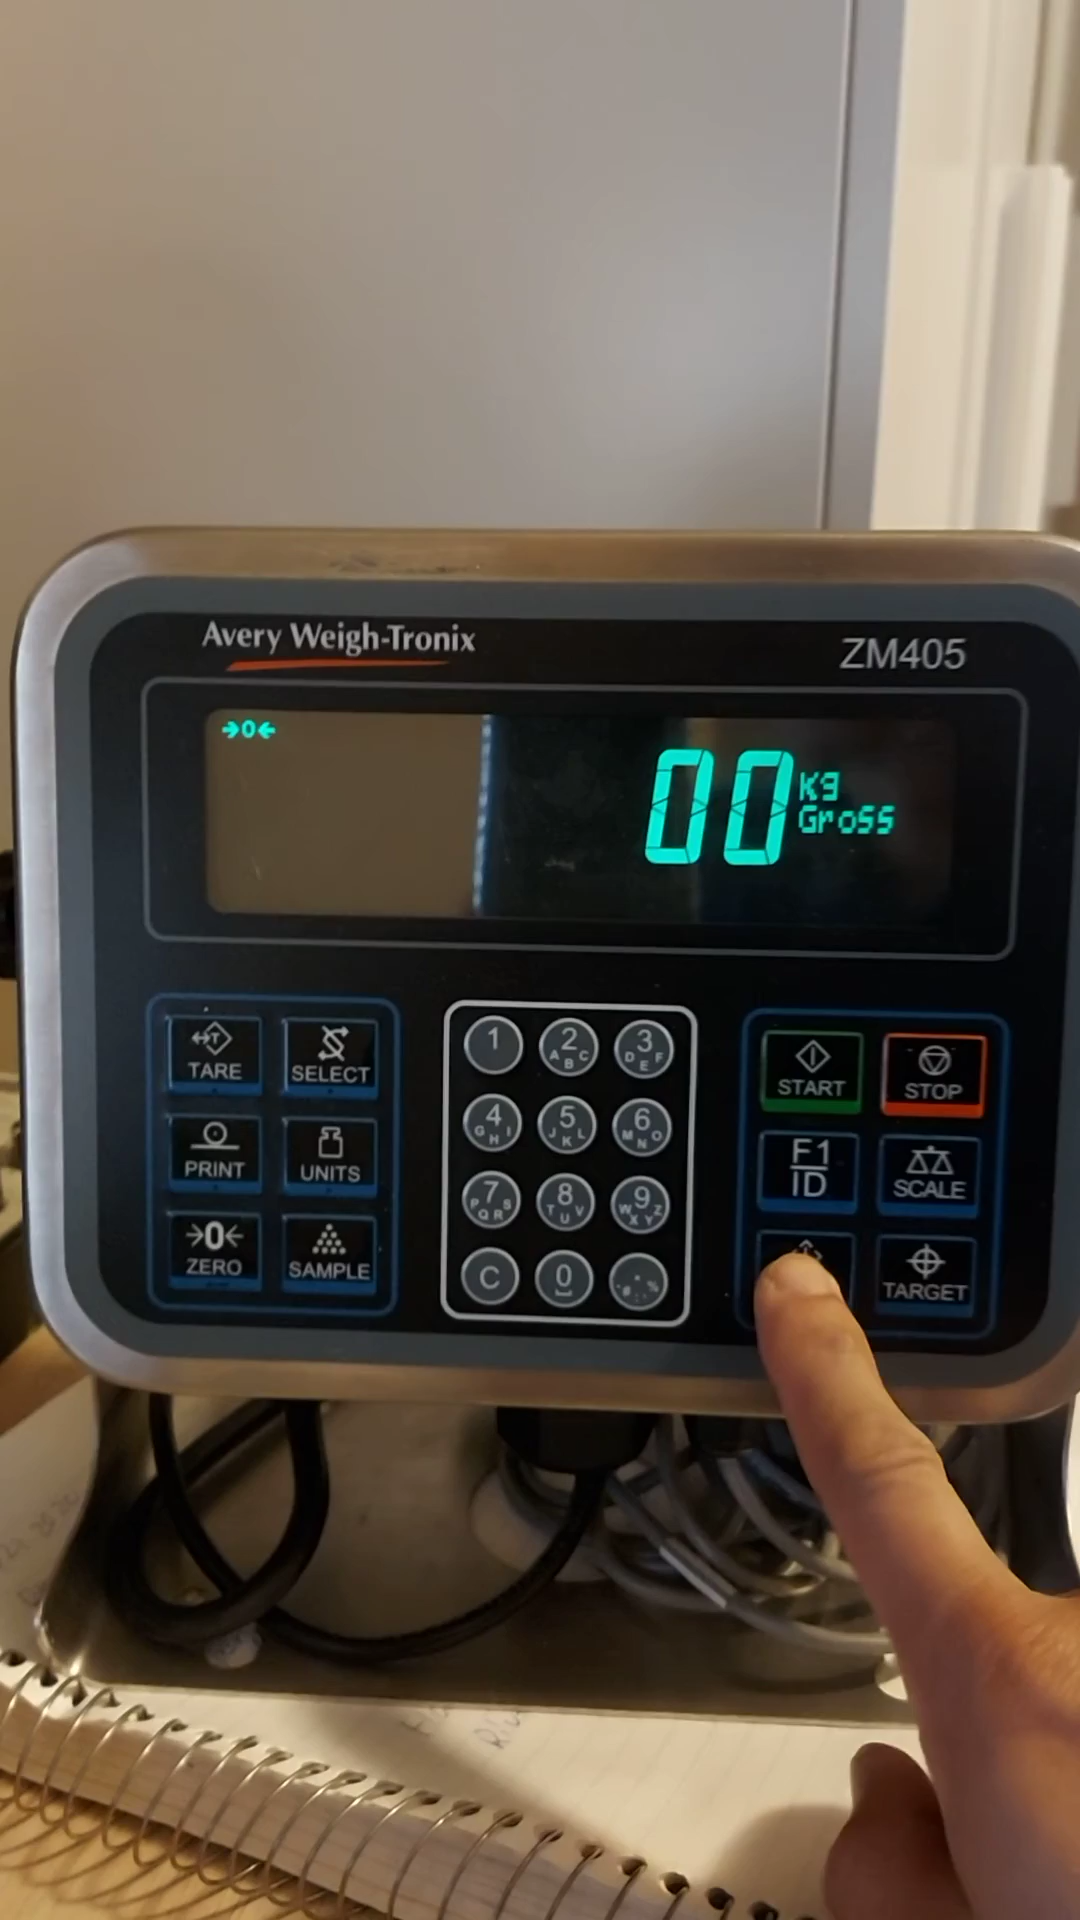 Avery Weigh-Tronix
ZM405
→0←
00 kg
Gross
TARE
SELECT
PRINT
UNITS
→0←
ZERO
SAMPLE
1
2
ABC
3
DEF
4
GHI
5
JKL
6
MNO
7
PQRS
8
TUV
9
WXYZ
C
0
START
STOP
F1
ID
SCALE
TARGET